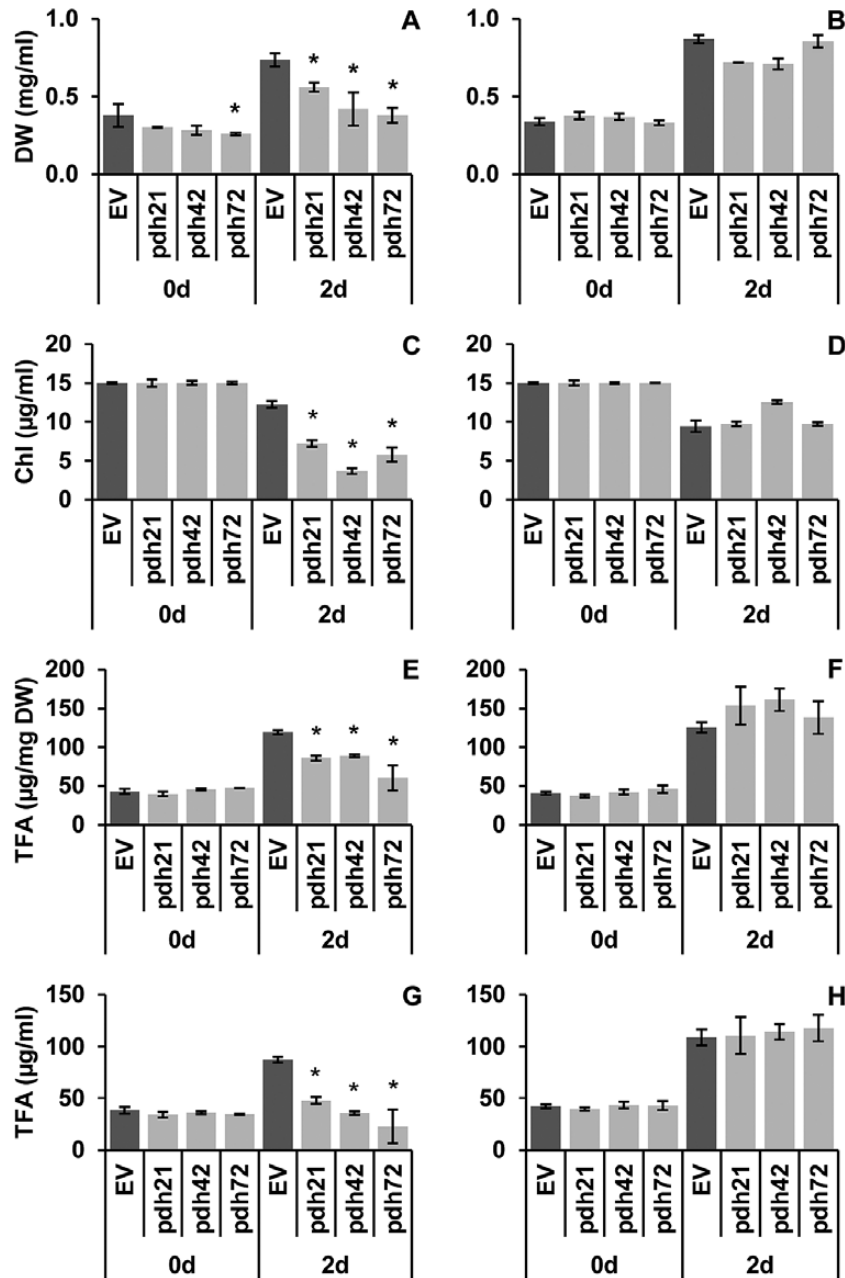 A
DW (mg/ml)
1.0
0.5
0.0
* * * *
EV pdh21 pdh42 pdh72 EV pdh21 pdh42 pdh72
0d 2d
B
1.0
0.5
0.0
EV pdh21 pdh42 pdh72 EV pdh21 pdh42 pdh72
0d 2d
C
Chl (µg/ml)
20
15
10
5
0
* * *
EV pdh21 pdh42 pdh72 EV pdh21 pdh42 pdh72
0d 2d
D
20
15
10
5
0
EV pdh21 pdh42 pdh72 EV pdh21 pdh42 pdh72
0d 2d
E
TFA (µg/mg DW)
200
150
100
50
0
* * *
EV pdh21 pdh42 pdh72 EV pdh21 pdh42 pdh72
0d 2d
F
200
150
100
50
0
EV pdh21 pdh42 pdh72 EV pdh21 pdh42 pdh72
0d 2d
G
TFA (µg/ml)
150
100
50
0
* * *
EV pdh21 pdh42 pdh72 EV pdh21 pdh42 pdh72
0d 2d
H
150
100
50
0
EV pdh21 pdh42 pdh72 EV pdh21 pdh42 pdh72
0d 2d